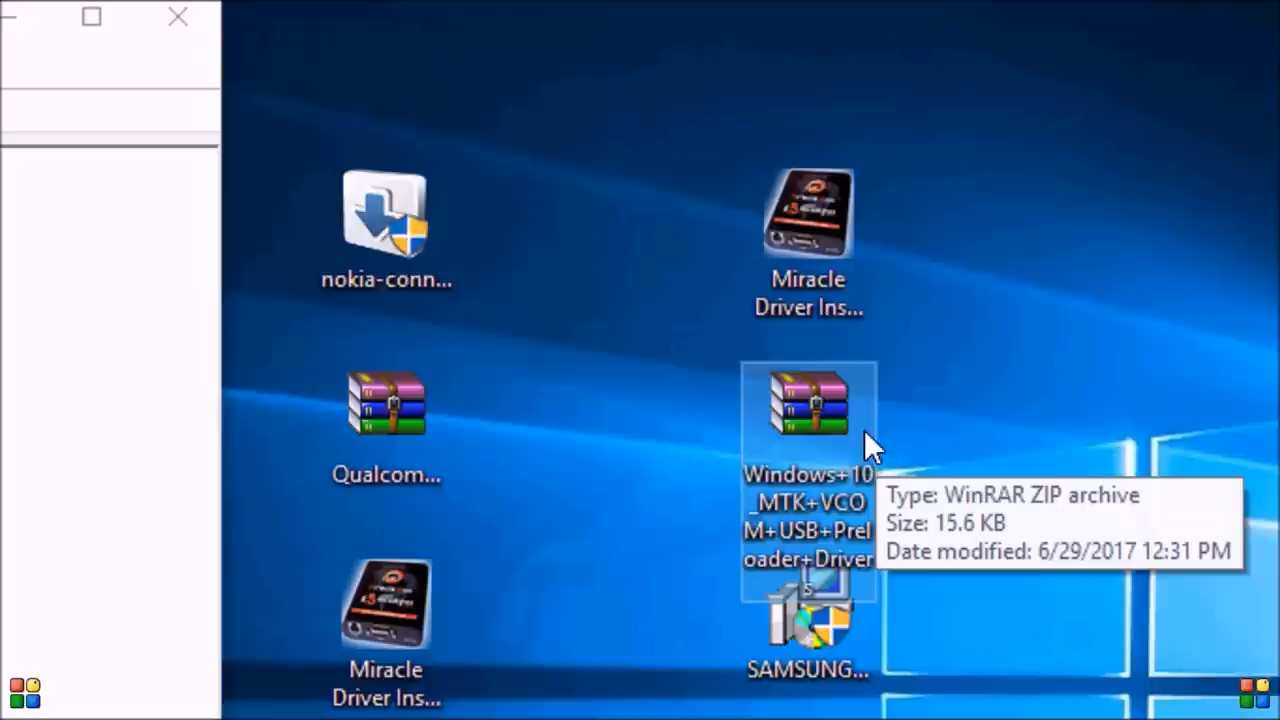 nokia-conn...
Miracle
Driver Ins...
Qualcom...
Windows+10
_MTK+VCO
M+USB+Prel
oader+Driver
s
Type: WinRAR ZIP archive
Size: 15.6 KB
Date modified: 6/29/2017 12:31 PM
Miracle
Driver Ins...
SAMSUNG...